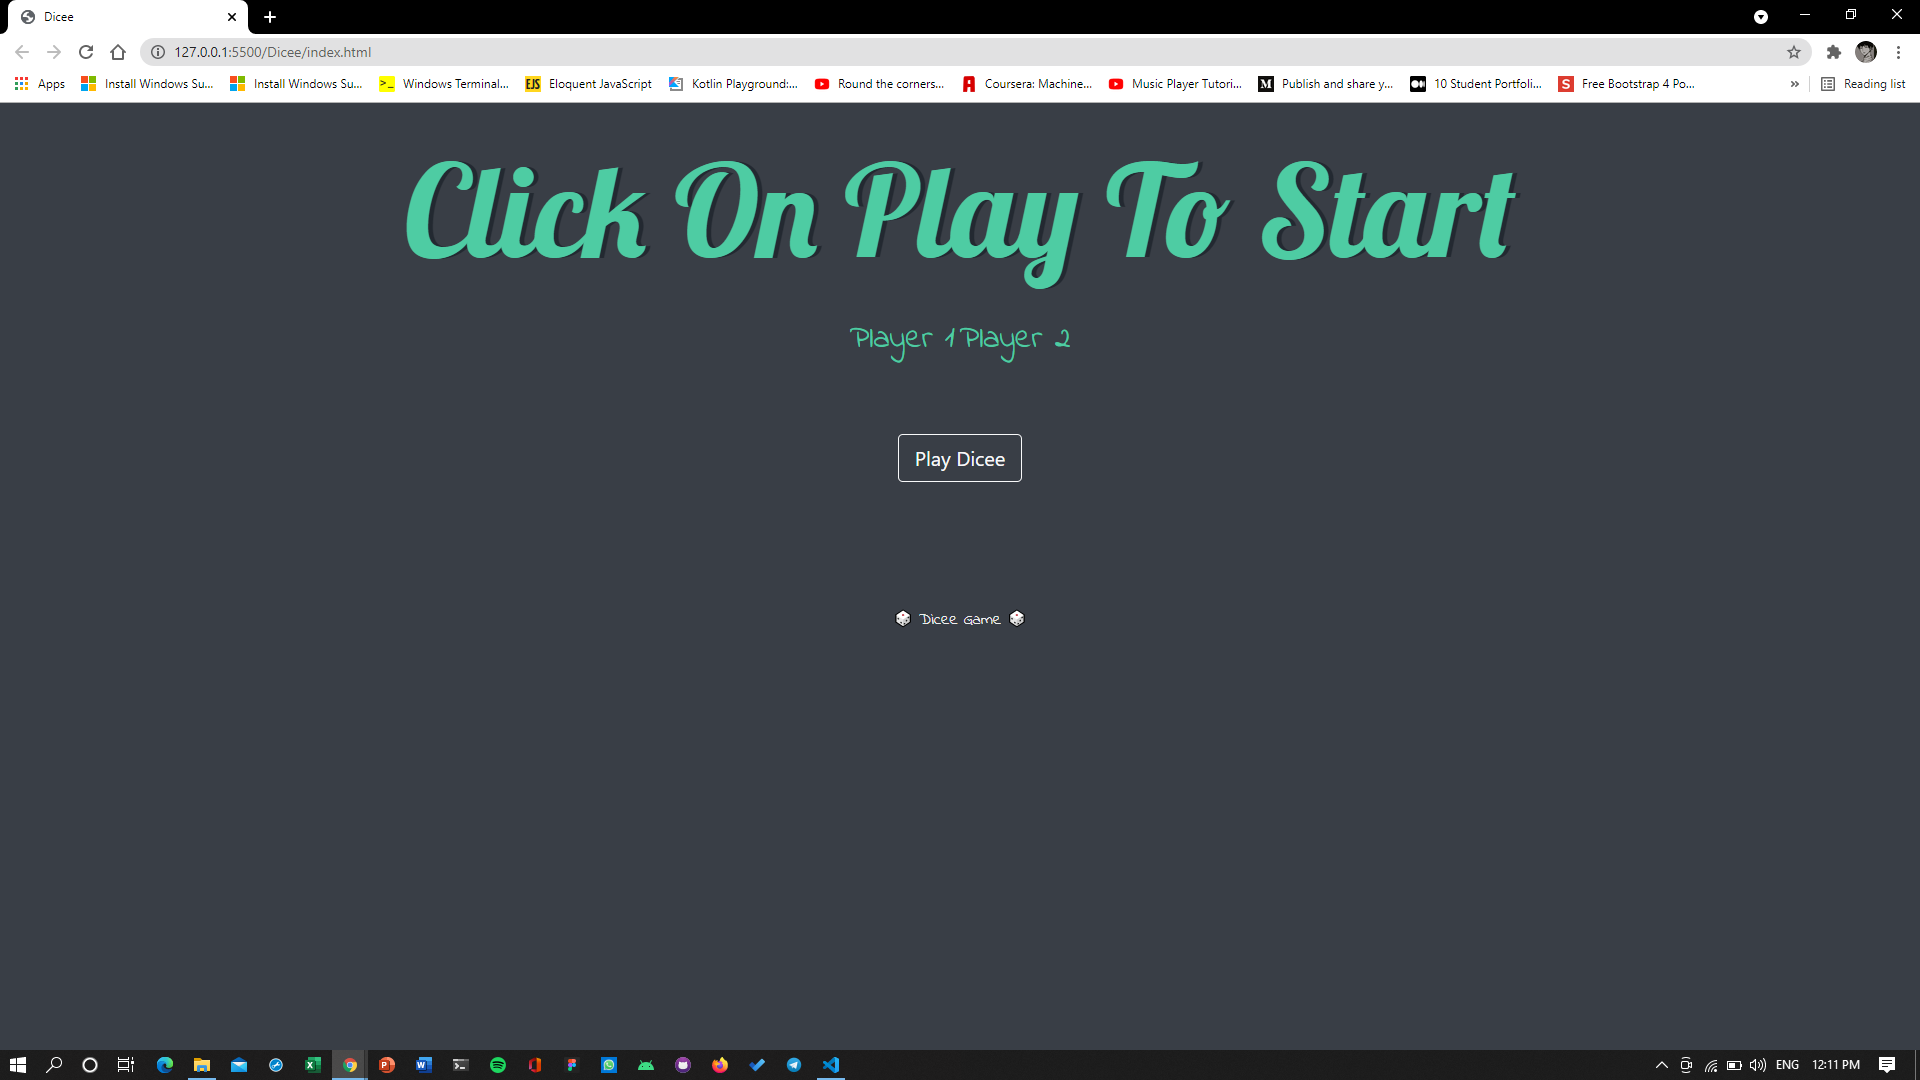 Dicee
127.0.0.1:5500/Dicee/index.html
Apps Install Windows Su... Install Windows Su... Windows Terminal... EJS Eloquent JavaScript Kotlin Playground:... Round the corners... Coursera: Machine... Music Player Tutori... M Publish and share y... 10 Student Portfoli... S Free Bootstrap 4 Po... » Reading list
Click On Play To Start
Player 1 Player 2
Play Dicee
Dicee Game
ENG 12:11 PM